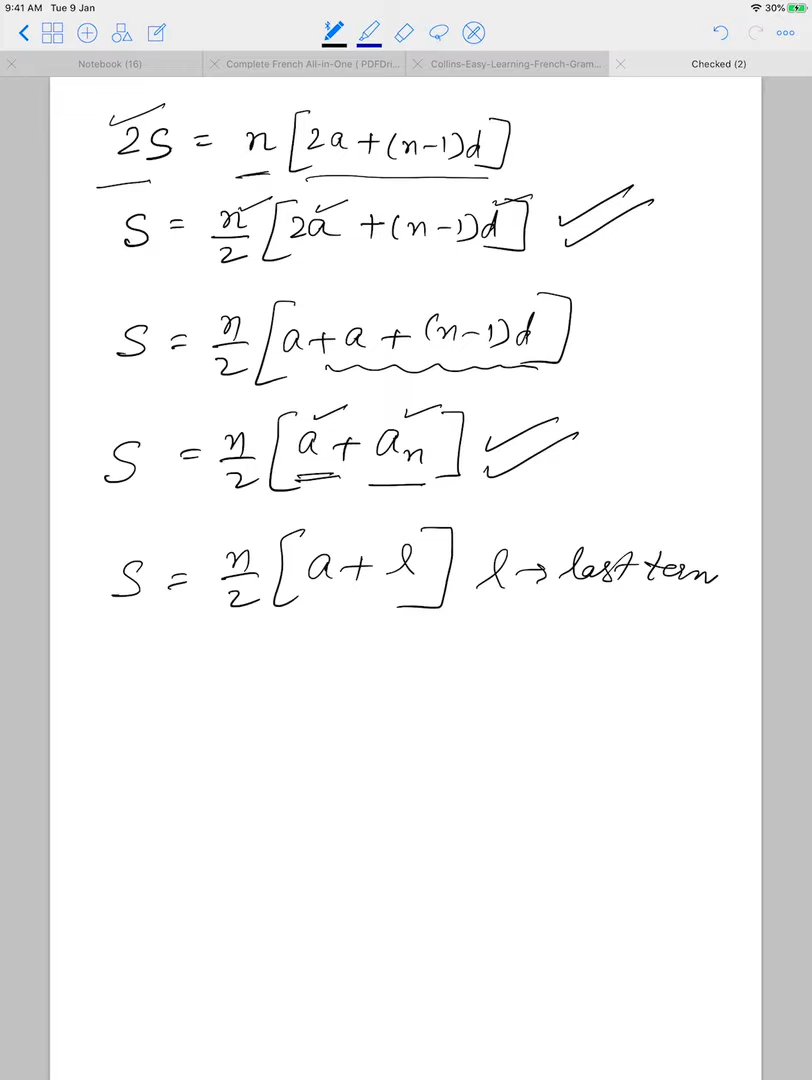 9:41 AM Tue 9 Jan 30%
Notebook (16) Complete French All-in-One ( PDFDri... Collins-Easy-Learning-French-Gram... Checked (2)
2S = n [2a + (n-1)d]
S = n/2 [2a + (n-1)d]
S = n/2 [a + a + (n-1)d]
S = n/2 [a + aₙ]
S = n/2 [a + l] l → last term